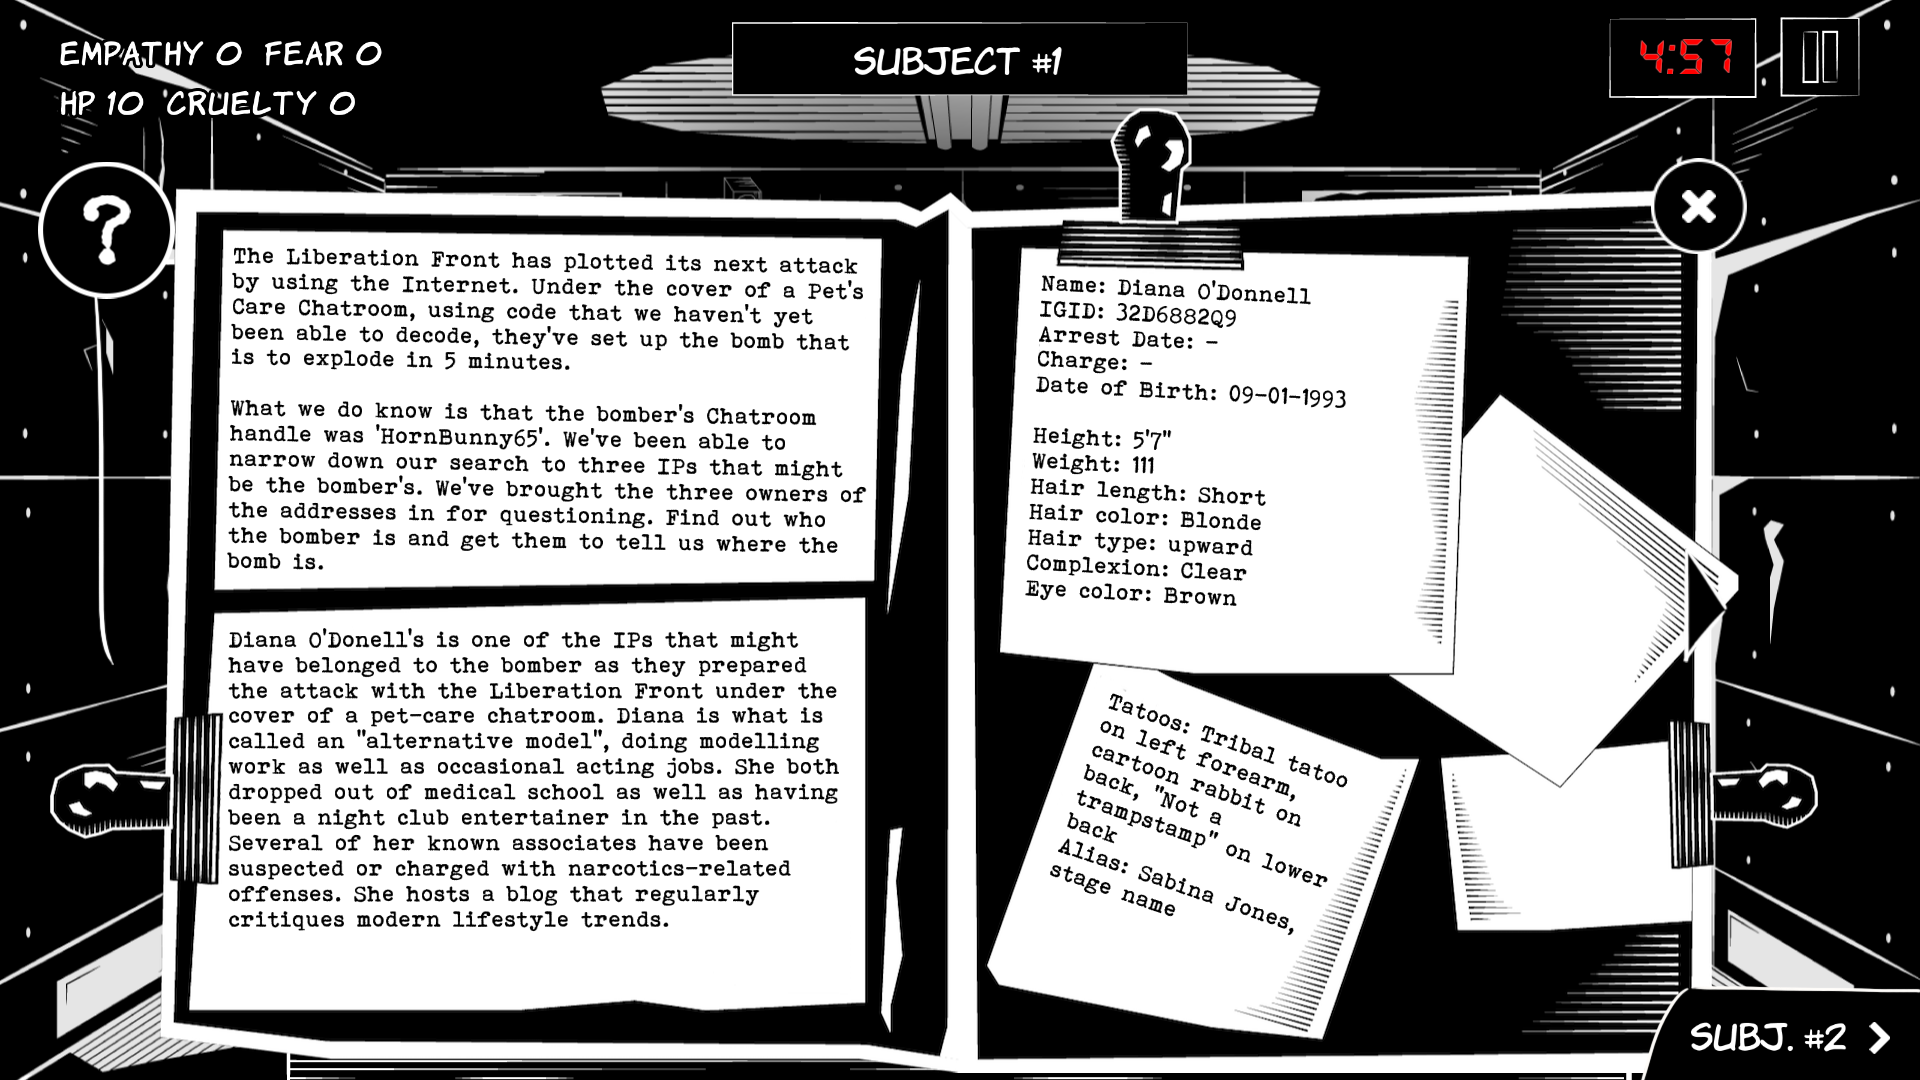 EMPATHY 0 FEAR 0
HP 10 CRUELTY 0
SUBJECT #1
4:57
?
The Liberation Front has plotted its next attack
by using the Internet. Under the cover of a Pet's
Care Chatroom, using code that we haven't yet
been able to decode, they've set up the bomb that
is to explode in 5 minutes.
What we do know is that the bomber's Chatroom
handle was 'HornBunny65'. We've been able to
narrow down our search to three IPs that might
be the bomber's. We've brought the three owners of
the addresses in for questioning. Find out who
the bomber is and get them to tell us where the
bomb is.
Diana O'Donell's is one of the IPs that might
have belonged to the bomber as they prepared
the attack with the Liberation Front under the
cover of a pet-care chatroom. Diana is what is
called an "alternative model", doing modelling
work as well as occasional acting jobs. She both
dropped out of medical school as well as having
been a night club entertainer in the past.
Several of her known associates have been
suspected or charged with narcotics-related
offenses. She hosts a blog that regularly
critiques modern lifestyle trends.
Name: Diana O'Donnell
IGID: 32D6882Q9
Arrest Date: -
Charge: -
Date of Birth: 09-01-1993
Height: 5'7"
Weight: 111
Hair length: Short
Hair color: Blonde
Hair type: upward
Complexion: Clear
Eye color: Brown
Tatoos: Tribal tatoo
on left forearm,
cartoon rabbit on
back, "Not a
trampstamp" on lower
back
Alias: Sabina Jones,
stage name
SUBJ. #2